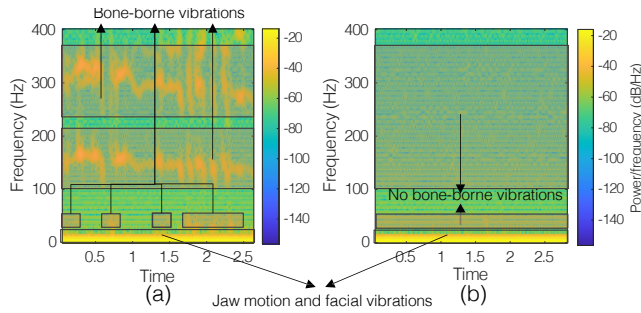 Bone-borne vibrations
400
300
200
100
0
Frequency (Hz)
0.5 1 1.5 2 2.5
Time
(a)
-20
-40
-60
-80
-100
-120
-140
400
300
200
100
0
Frequency (Hz)
No bone-borne vibrations
0.5 1 1.5 2 2.5
Time
(b)
-20
-40
-60
-80
-100
-120
-140
Power/frequency (dB/Hz)
Jaw motion and facial vibrations